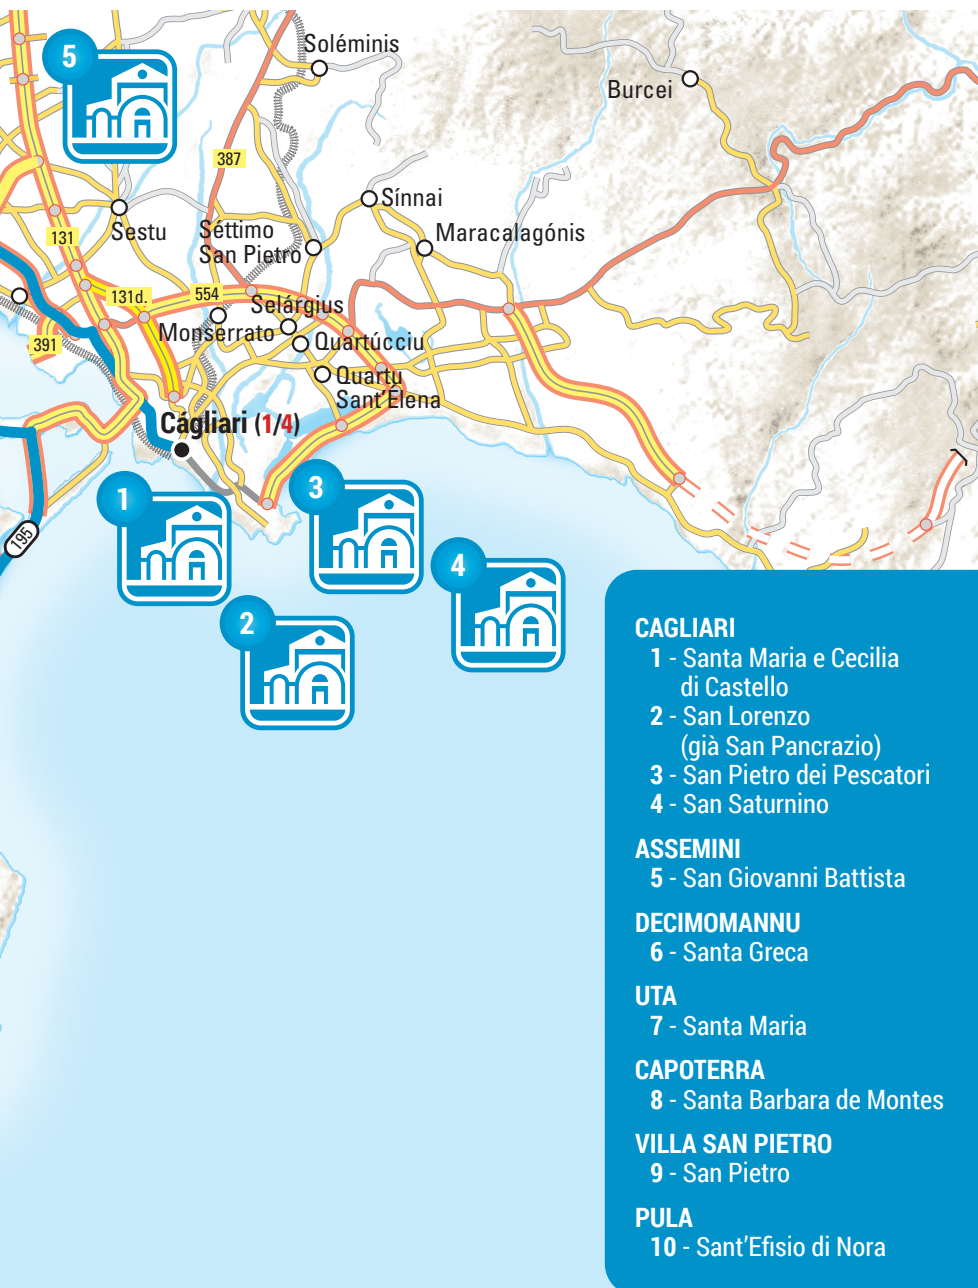 5
Soléminis
Burcei
387
Sínnai
Sestu
Séttimo
San Pietro
Maracalagónis
131
131d.
554
Selárgius
Monserrato
Quartúcciu
391
Quartu
Sant'Élena
Cágliari (1/4)
1
3
195
4
2
CAGLIARI
1 - Santa Maria e Cecilia
di Castello
2 - San Lorenzo
(già San Pancrazio)
3 - San Pietro dei Pescatori
4 - San Saturnino
ASSEMINI
5 - San Giovanni Battista
DECIMOMANNU
6 - Santa Greca
UTA
7 - Santa Maria
CAPOTERRA
8 - Santa Barbara de Montes
VILLA SAN PIETRO
9 - San Pietro
PULA
10 - Sant'Efisio di Nora